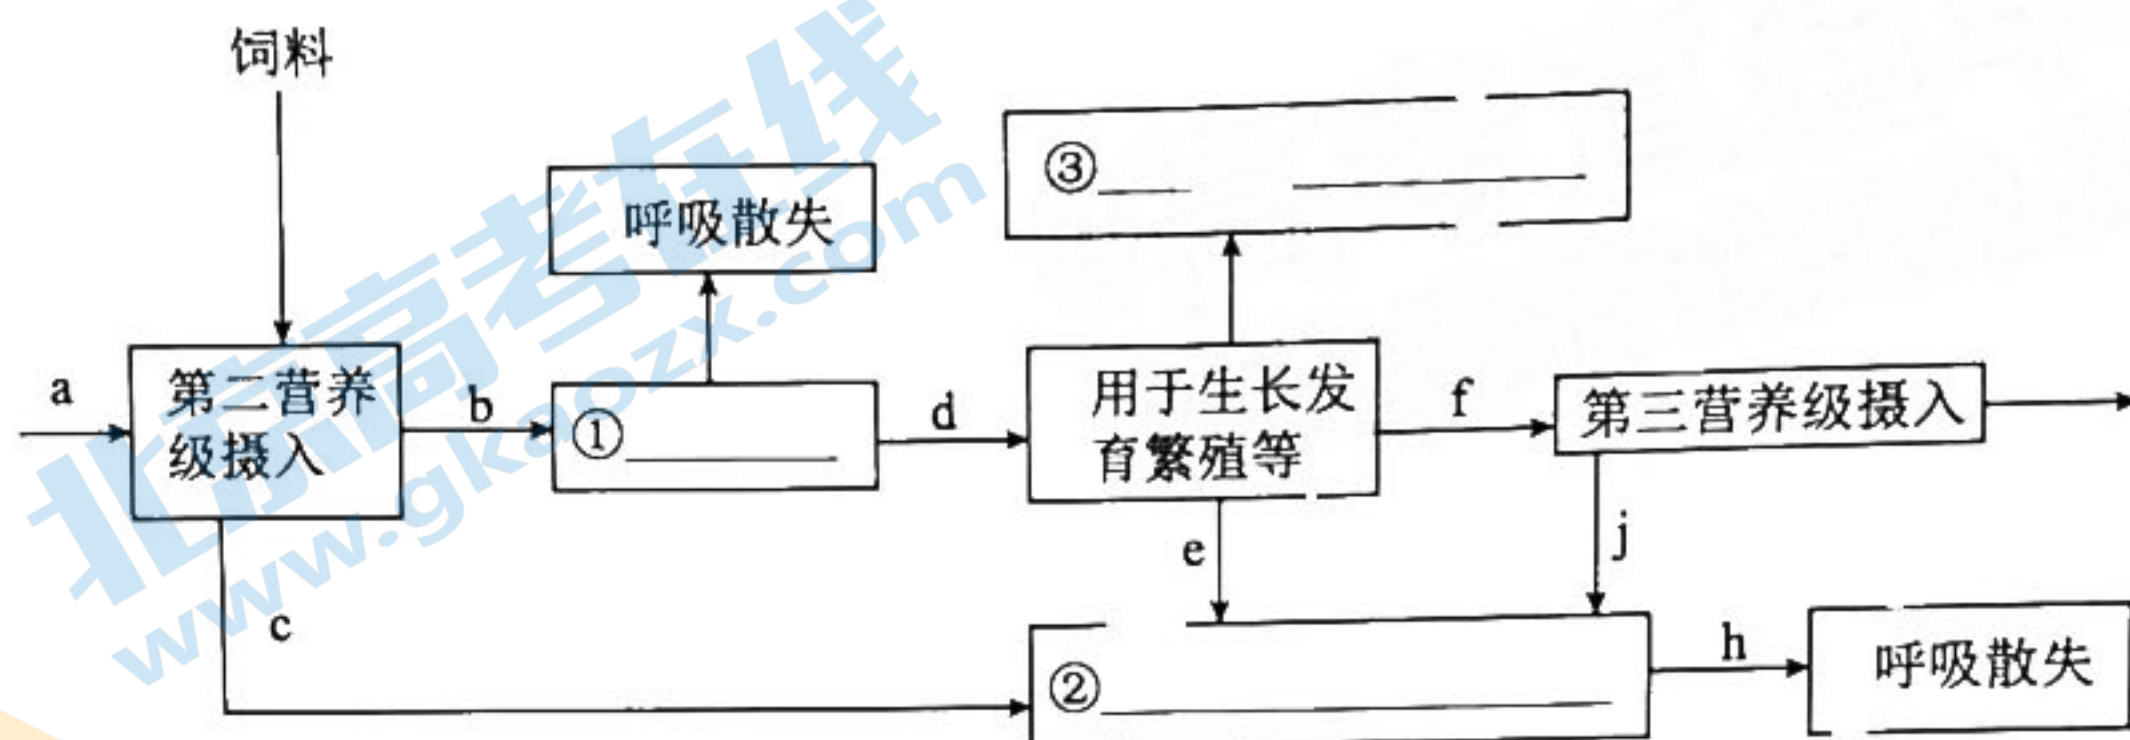 饲料
③
呼吸散失
a
第二营养
级摄入
b
①
d
用于生长发
育繁殖等
f
第三营养级摄入
e
j
c
②
h
呼吸散失
北京高考在线
www.gkaozx.com